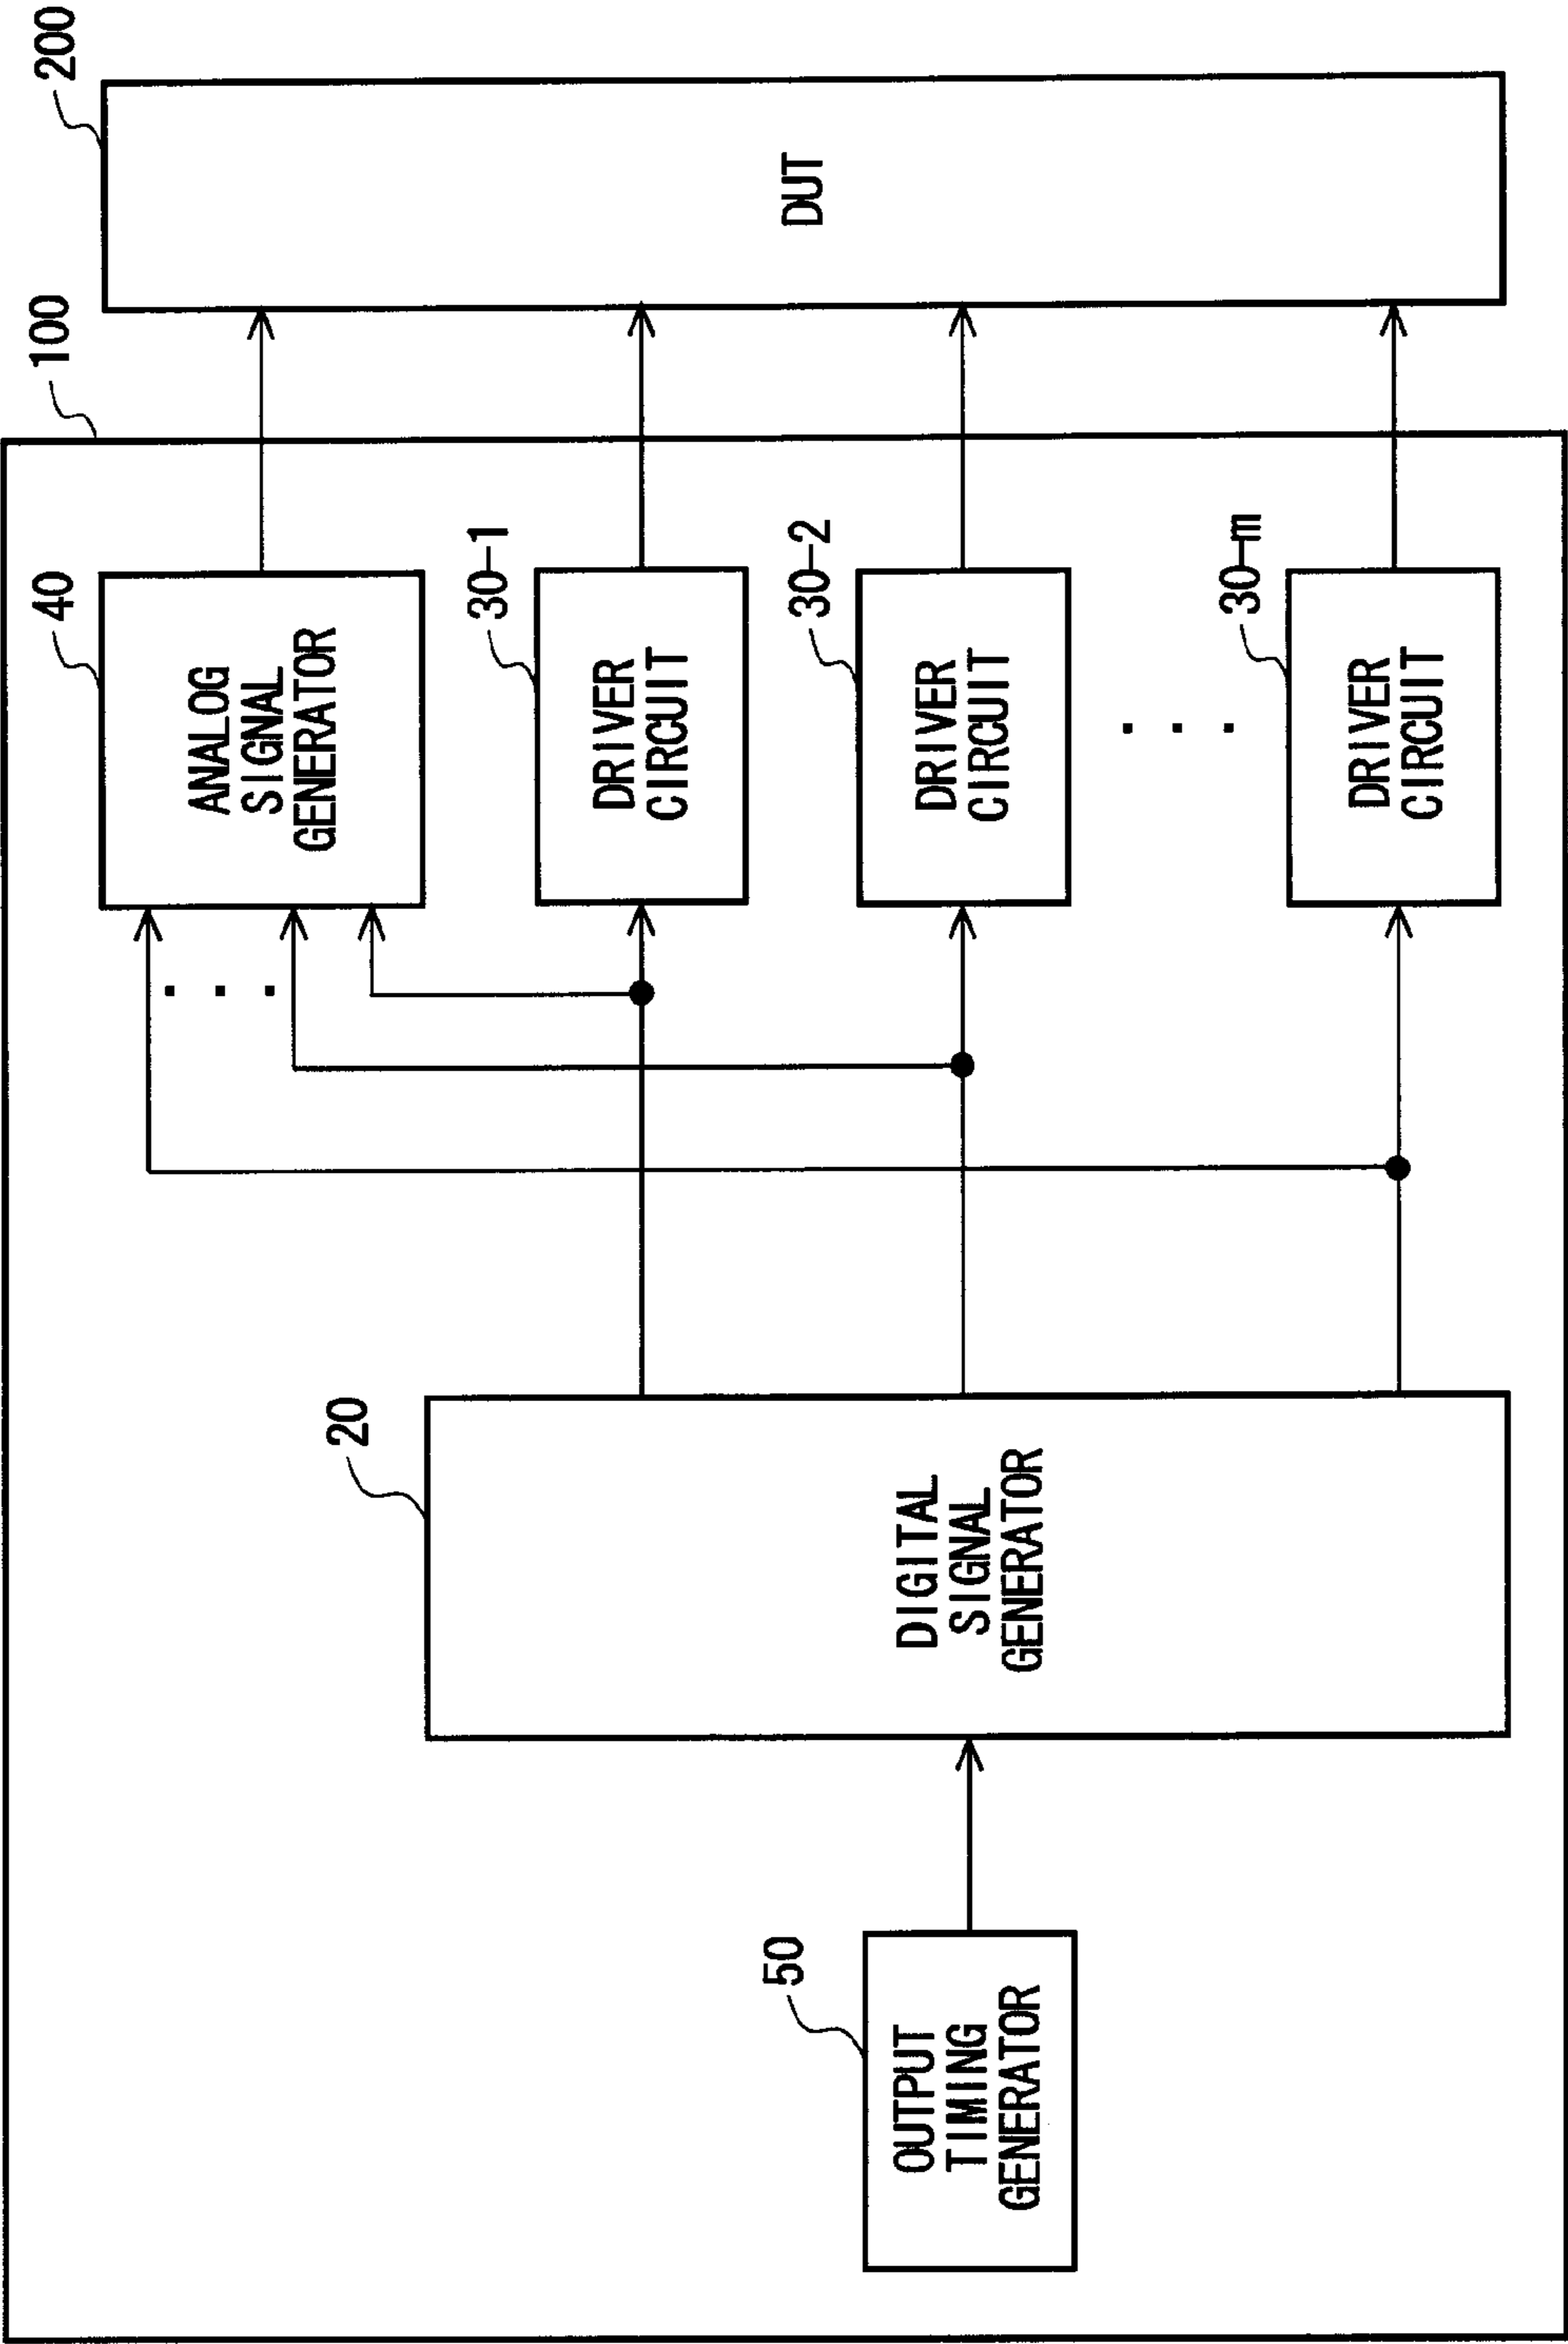 100
200
40
ANALOG
SIGNAL
GENERATOR
30-1
DRIVER
CIRCUIT
20
DIGITAL
SIGNAL
GENERATOR
50
OUTPUT
TIMING
GENERATOR
30-2
DRIVER
CIRCUIT
. . .
30-m
DRIVER
CIRCUIT
DUT